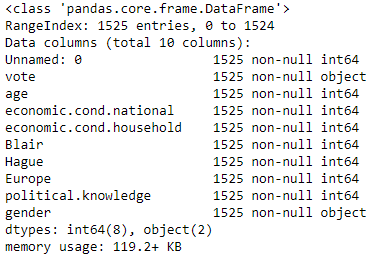 <class 'pandas.core.frame.DataFrame'>
RangeIndex: 1525 entries, 0 to 1524
Data columns (total 10 columns):
Unnamed: 0                 1525 non-null int64
vote                       1525 non-null object
age                        1525 non-null int64
economic.cond.national     1525 non-null int64
economic.cond.household    1525 non-null int64
Blair                      1525 non-null int64
Hague                      1525 non-null int64
Europe                     1525 non-null int64
political.knowledge        1525 non-null int64
gender                     1525 non-null object
dtypes: int64(8), object(2)
memory usage: 119.2+ KB